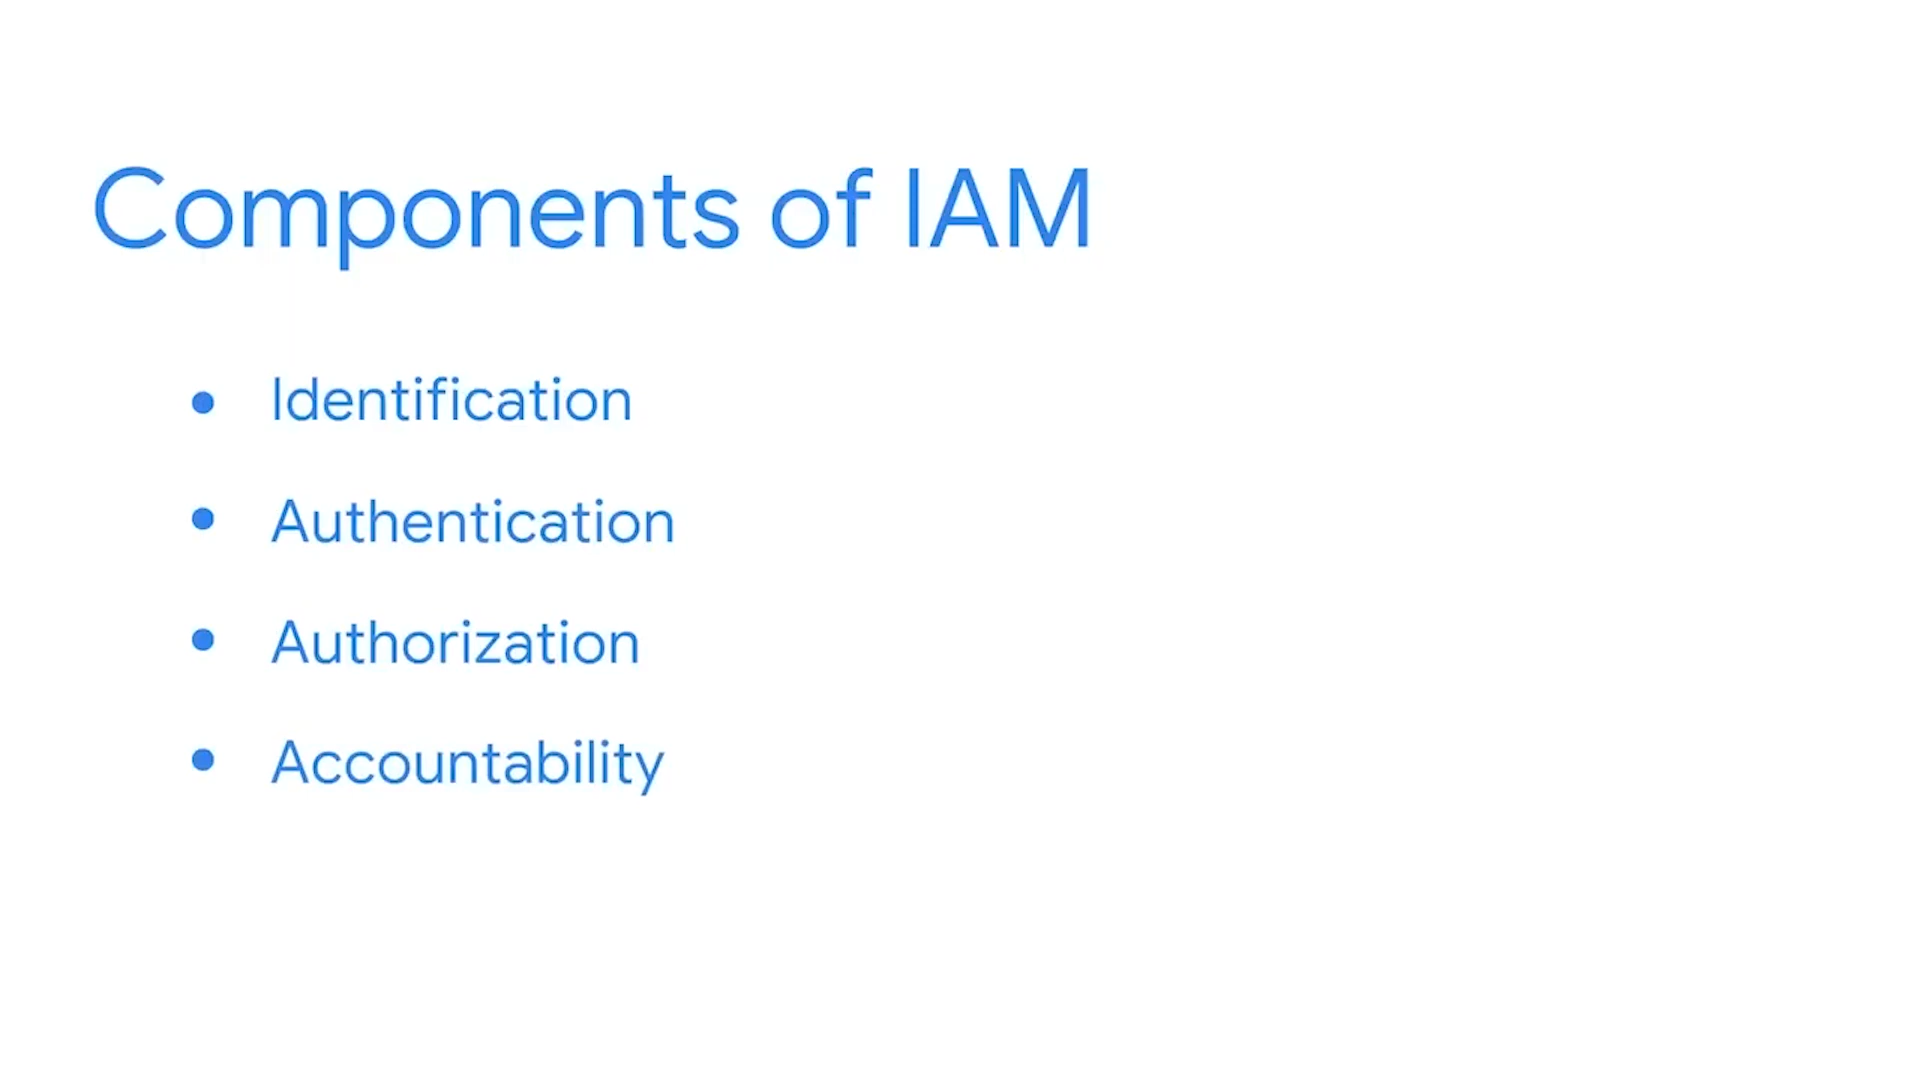 Components of IAM
• Identification
• Authentication
• Authorization
• Accountability